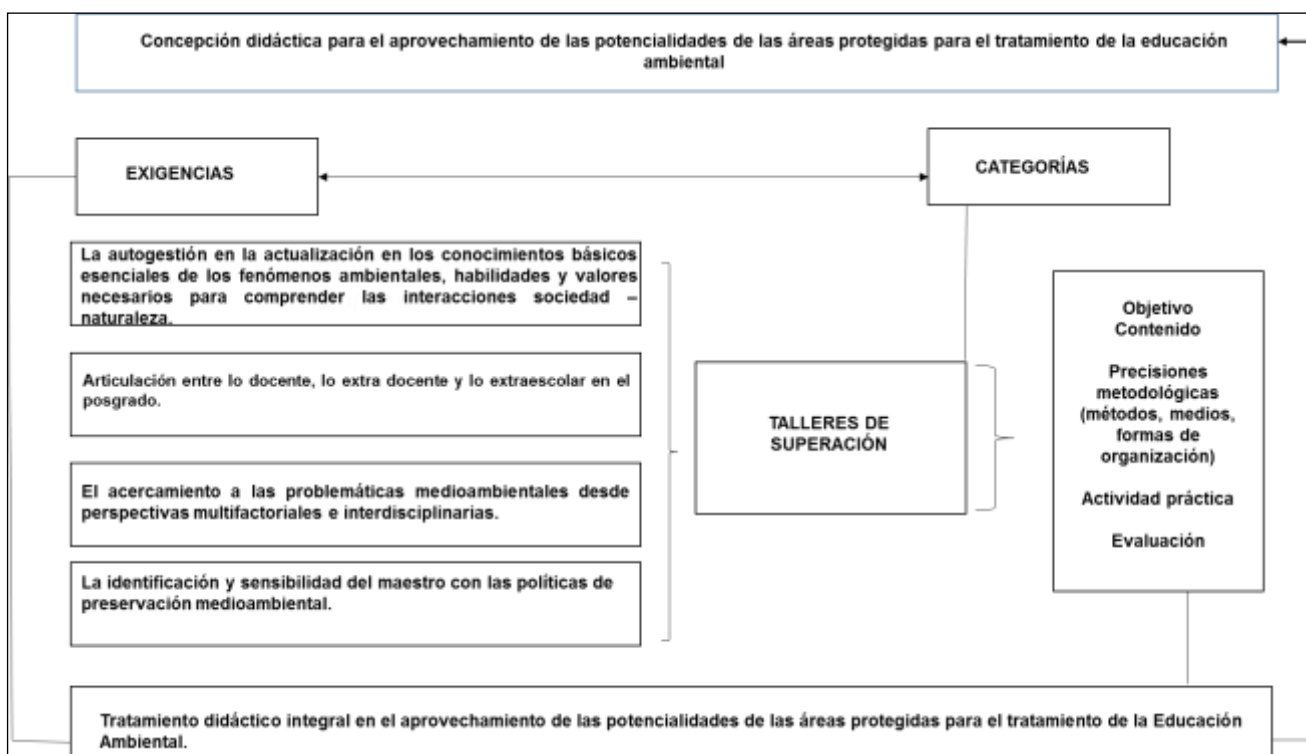 Concepción didáctica para el aprovechamiento de las potencialidades de las áreas protegidas para el tratamiento de la educación
ambiental
EXIGENCIAS
CATEGORÍAS
La autogestión en la actualización en los conocimientos básicos
esenciales de los fenómenos ambientales, habilidades y valores
necesarios para comprender las interacciones sociedad –
naturaleza.
Articulación entre lo docente, lo extra docente y lo extraescolar en el
posgrado.
El acercamiento a las problemáticas medioambientales desde
perspectivas multifactoriales e interdisciplinarias.
La identificación y sensibilidad del maestro con las políticas de
preservación medioambiental.
TALLERES DE
SUPERACIÓN
Objetivo
Contenido
Precisiones
metodológicas
(métodos, medios,
formas de
organización)
Actividad práctica
Evaluación
Tratamiento didáctico integral en el aprovechamiento de las potencialidades de las áreas protegidas para el tratamiento de la Educación
Ambiental.